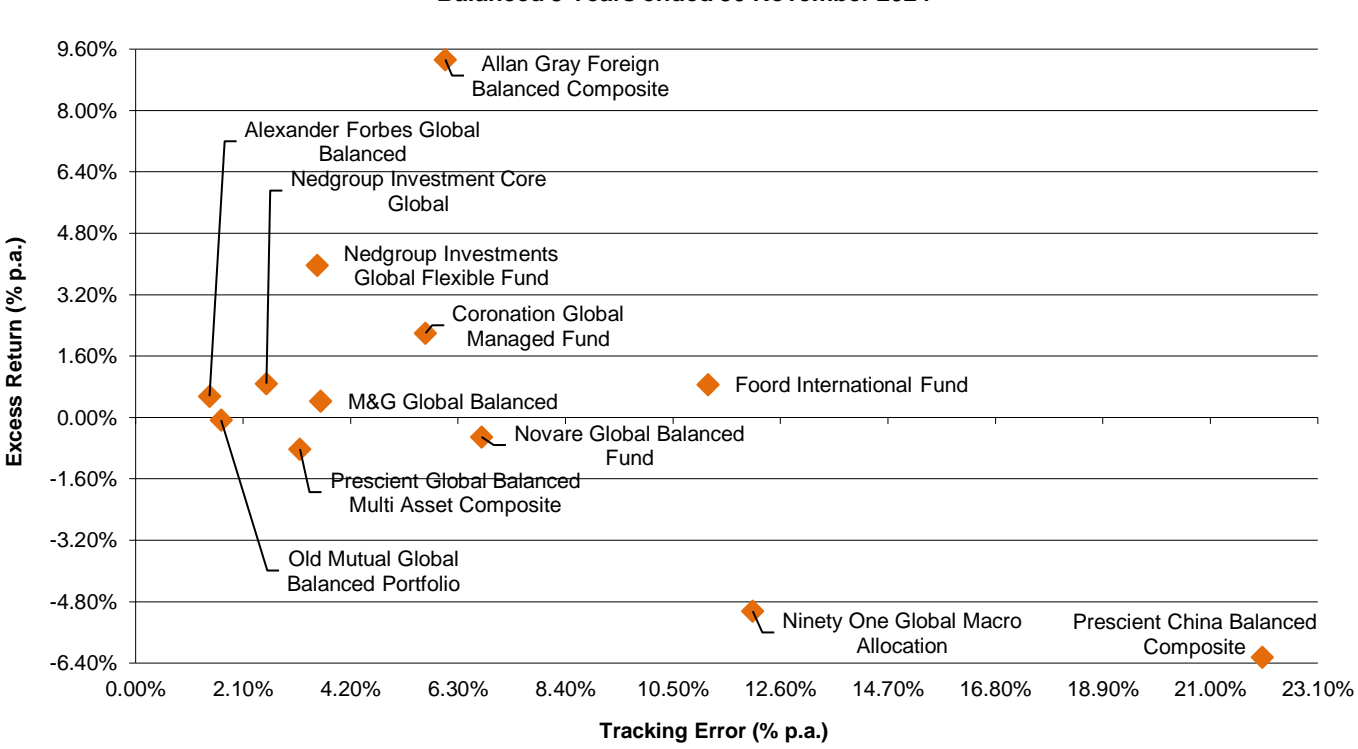 9.60%
Allan Gray Foreign
Balanced Composite
8.00%
Alexander Forbes Global
Balanced
6.40%
Nedgroup Investment Core
Global
4.80%
Nedgroup Investments
Global Flexible Fund
3.20%
Coronation Global
Managed Fund
1.60%
Foord International Fund
M&G Global Balanced
0.00%
Novare Global Balanced
Fund
-1.60%
Prescient Global Balanced
Multi Asset Composite
-3.20%
Old Mutual Global
Balanced Portfolio
-4.80%
Ninety One Global Macro
Allocation
Prescient China Balanced
Composite
-6.40%
0.00% 2.10% 4.20% 6.30% 8.40% 10.50% 12.60% 14.70% 16.80% 18.90% 21.00% 23.10%
Tracking Error (% p.a.)
Excess Return (% p.a.)